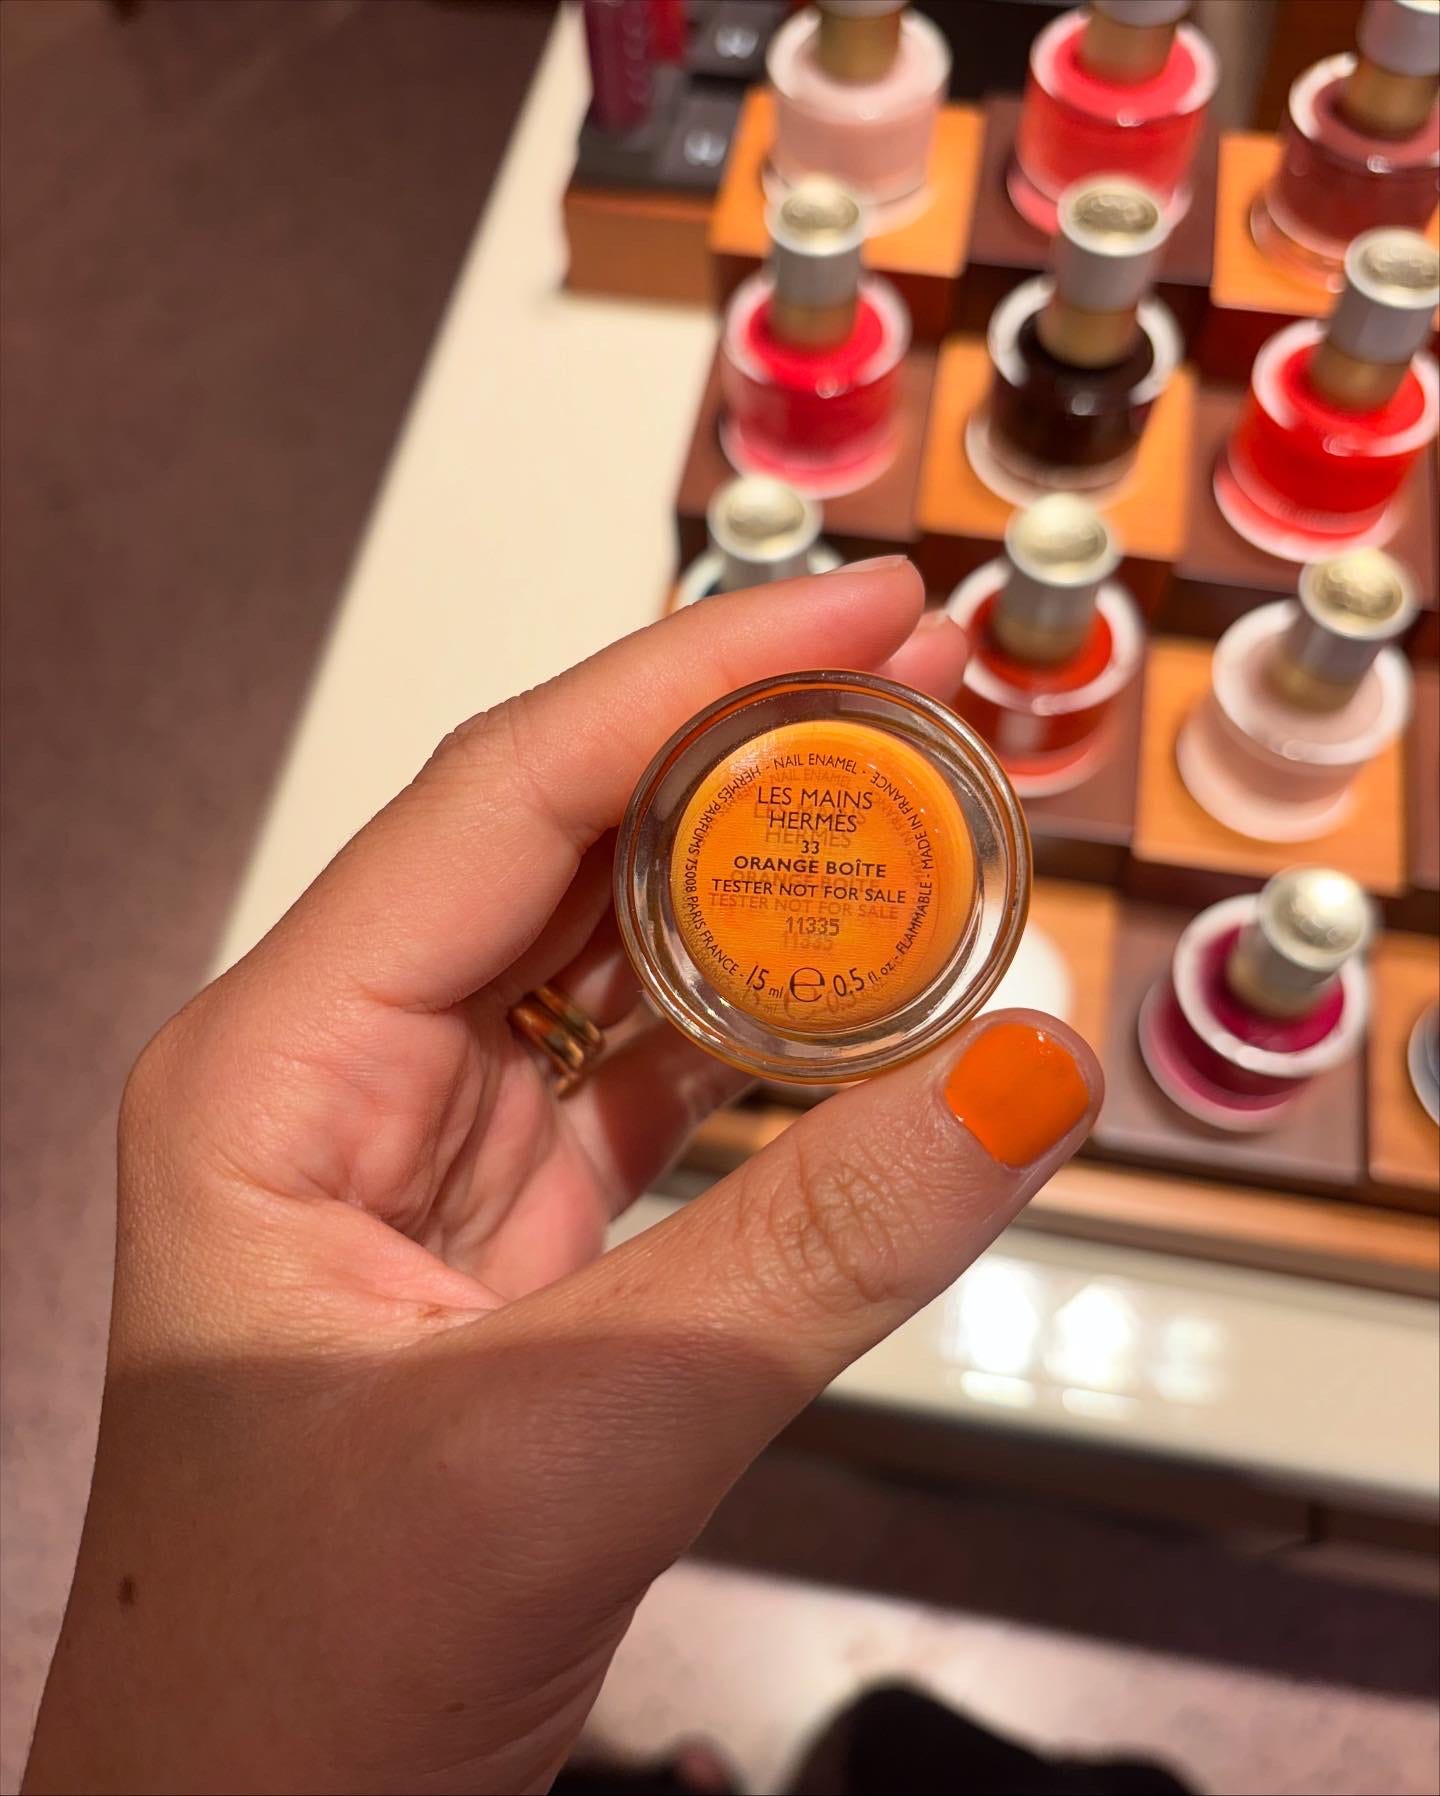 LES MAINS
HERMÈS
33
ORANGE BOÎTE
TESTER NOT FOR SALE
11335
HERMÈS PARFUMS 75008 PARIS FRANCE - 15 ml e 0.5 fl.oz. - FLAMMABLE - MADE IN FRANCE - NAIL ENAMEL -